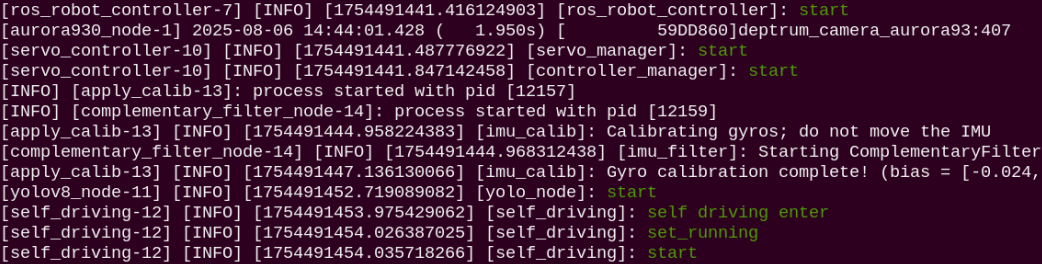 [ros_robot_controller-7] [INFO] [1754491441.416124903] [ros_robot_controller]: start
[aurora930_node-1] 2025-08-06 14:44:01.428 (   1.950s) [         59DD860]deptrum_camera_aurora93:407
[servo_controller-10] [INFO] [1754491441.487776922] [servo_manager]: start
[servo_controller-10] [INFO] [1754491441.847142458] [controller_manager]: start
[INFO] [apply_calib-13]: process started with pid [12157]
[INFO] [complementary_filter_node-14]: process started with pid [12159]
[apply_calib-13] [INFO] [1754491444.958224383] [imu_calib]: Calibrating gyros; do not move the IMU
[complementary_filter_node-14] [INFO] [1754491444.968312438] [imu_filter]: Starting ComplementaryFilter
[apply_calib-13] [INFO] [1754491447.136130066] [imu_calib]: Gyro calibration complete! (bias = [-0.024,
[yolov8_node-11] [INFO] [1754491452.719089082] [yolo_node]: start
[self_driving-12] [INFO] [1754491453.975429062] [self_driving]: self driving enter
[self_driving-12] [INFO] [1754491454.026387025] [self_driving]: set_running
[self_driving-12] [INFO] [1754491454.035718266] [self_driving]: start